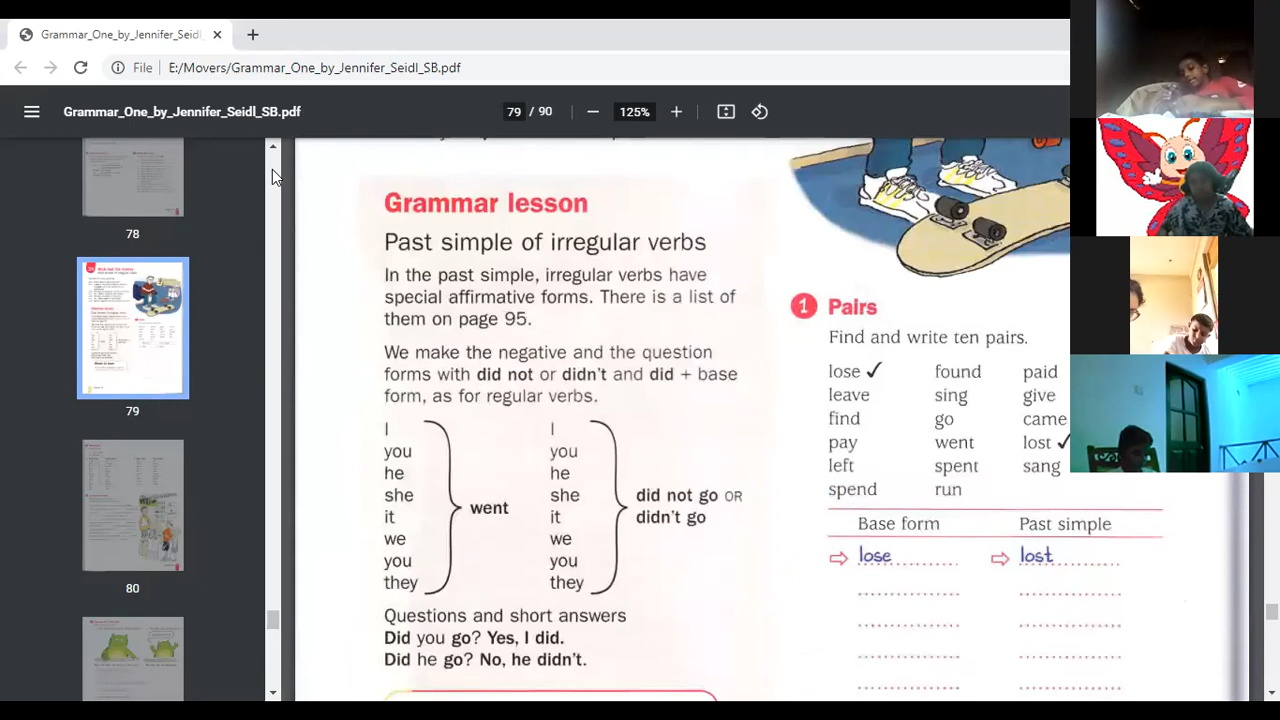 Grammar_One_by_Jennifer_Seidl_
File E:/Movers/Grammar_One_by_Jennifer_Seidl_SB.pdf
Grammar_One_by_Jennifer_Seidl_SB.pdf
79 / 90
125%
78
79
80
Grammar lesson
Past simple of irregular verbs
In the past simple irregular verbs have
special affirmative forms. There is a list of
them on page 95.
We make the negative and the question
forms with did not or didn't and did + base
form, as for regular verbs.
I
you
he
she
it
we
you
they
went
I
you
he
she
it
we
you
they
did not go OR
didn't go
Questions and short answers
Did you go? Yes, I did.
Did he go? No, he didn't.
1 Pairs
Find and write ten pairs.
lose ✓ found paid
leave sing give
find go came
pay went lost ✓
left spent sang
spend run
Base form Past simple
⇨ lose ⇨ lost